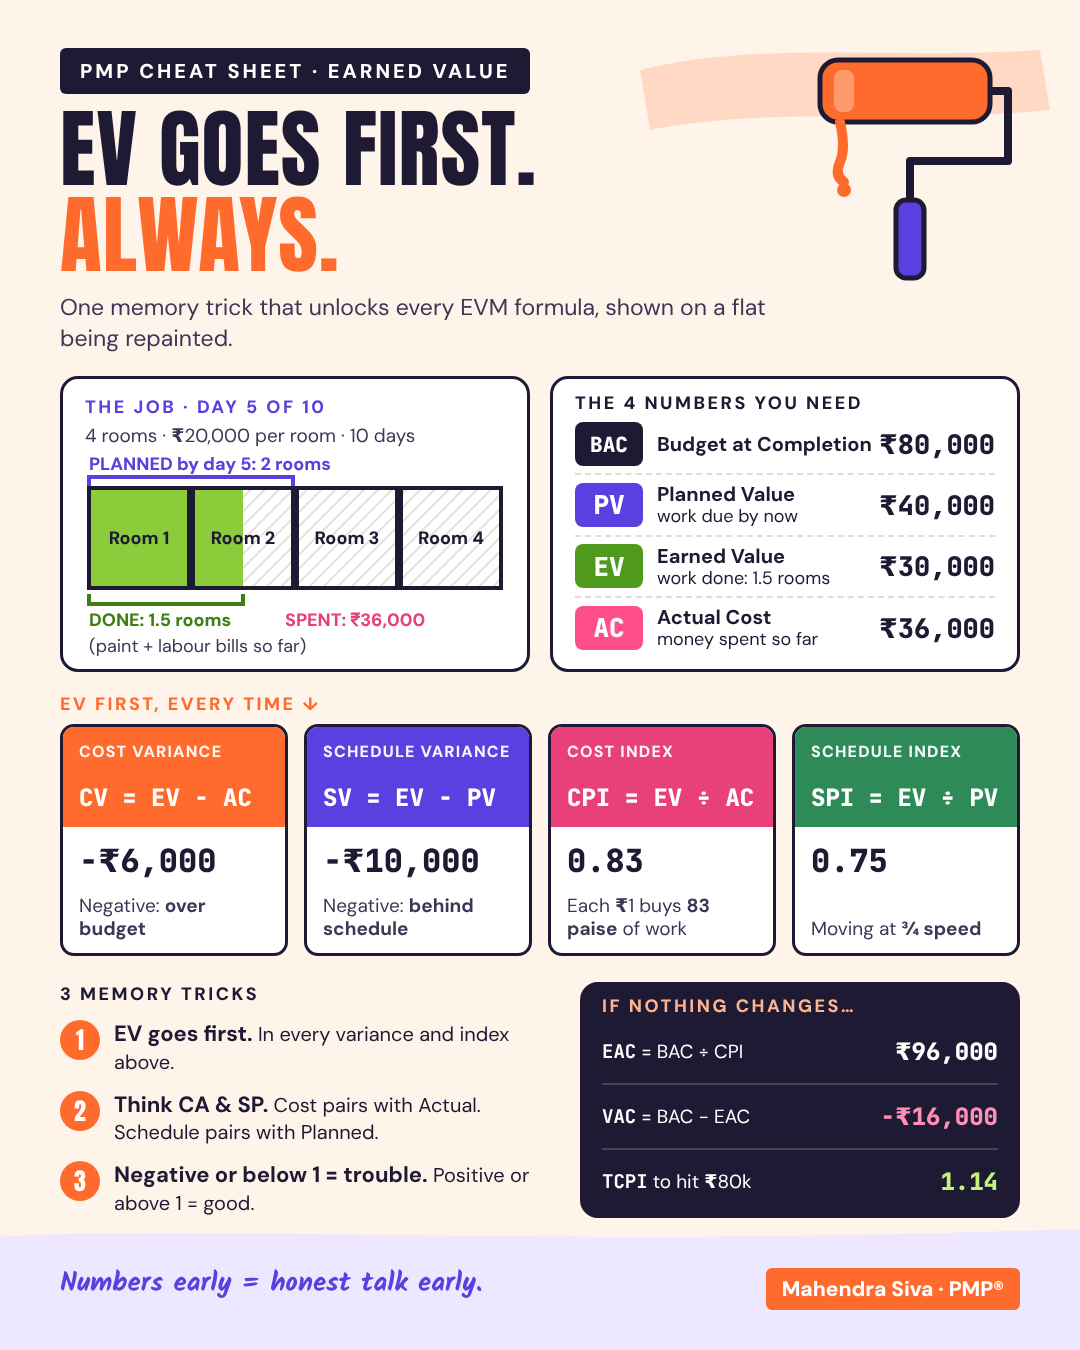 PMP CHEAT SHEET · EARNED VALUE
EV GOES FIRST.
ALWAYS.
One memory trick that unlocks every EVM formula, shown on a flat
being repainted.
THE JOB · DAY 5 OF 10
4 rooms · ₹20,000 per room · 10 days
PLANNED by day 5: 2 rooms
Room 1
Room 2
Room 3
Room 4
DONE: 1.5 rooms
SPENT: ₹36,000
(paint + labour bills so far)
THE 4 NUMBERS YOU NEED
BAC Budget at Completion ₹80,000
PV Planned Value ₹40,000
work due by now
EV Earned Value ₹30,000
work done: 1.5 rooms
AC Actual Cost ₹36,000
money spent so far
EV FIRST, EVERY TIME ↓
COST VARIANCE
CV = EV - AC
-₹6,000
Negative: over
budget
SCHEDULE VARIANCE
SV = EV - PV
-₹10,000
Negative: behind
schedule
COST INDEX
CPI = EV ÷ AC
0.83
Each ₹1 buys 83
paise of work
SCHEDULE INDEX
SPI = EV ÷ PV
0.75
Moving at ¾ speed
3 MEMORY TRICKS
1 EV goes first. In every variance and index
above.
2 Think CA & SP. Cost pairs with Actual.
Schedule pairs with Planned.
3 Negative or below 1 = trouble. Positive or
above 1 = good.
IF NOTHING CHANGES…
EAC = BAC ÷ CPI ₹96,000
VAC = BAC − EAC -₹16,000
TCPI to hit ₹80k 1.14
Numbers early = honest talk early.
Mahendra Siva · PMP®